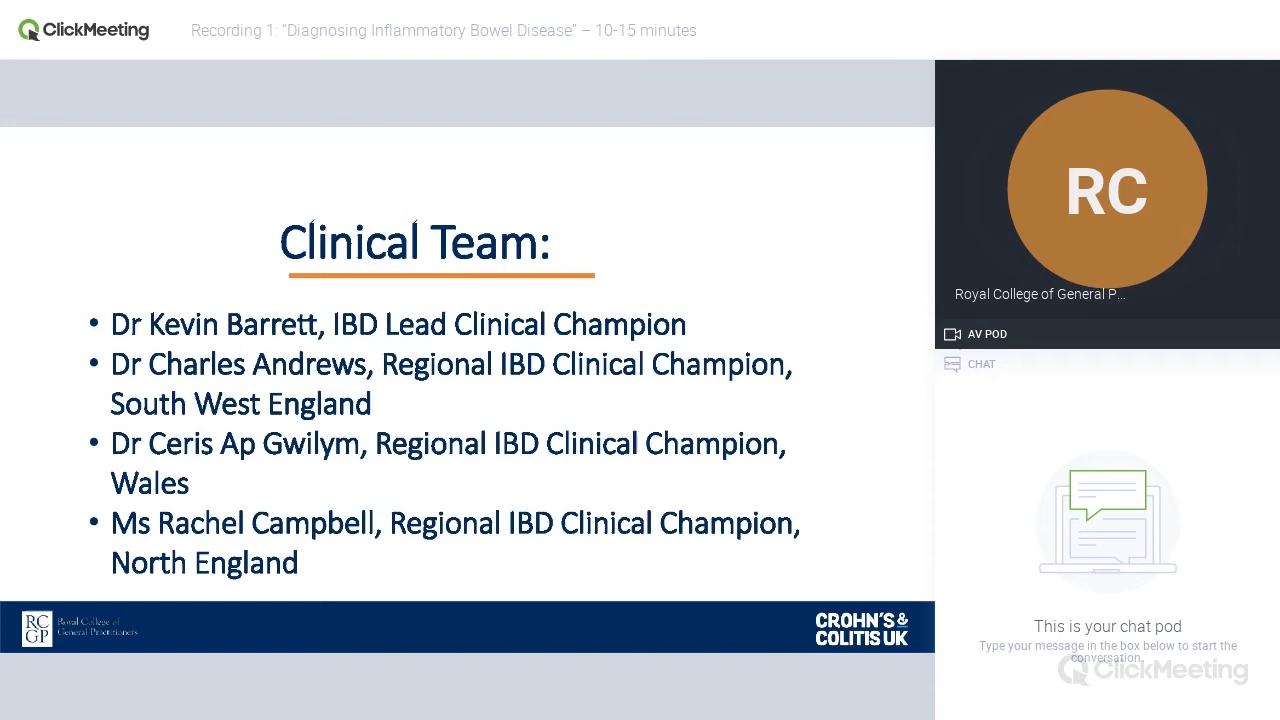 ClickMeeting
Recording 1: "Diagnosing Inflammatory Bowel Disease" – 10-15 minutes
Clinical Team:
• Dr Kevin Barrett, IBD Lead Clinical Champion
• Dr Charles Andrews, Regional IBD Clinical Champion,
South West England
• Dr Ceris Ap Gwilym, Regional IBD Clinical Champion,
Wales
• Ms Rachel Campbell, Regional IBD Clinical Champion,
North England
RC
GP
Royal College of
General Practitioners
CROHN'S &
COLITIS UK
RC
Royal College of General P...
AV POD
CHAT
This is your chat pod
Type your message in the box below to start the
conversation.
ClickMeeting